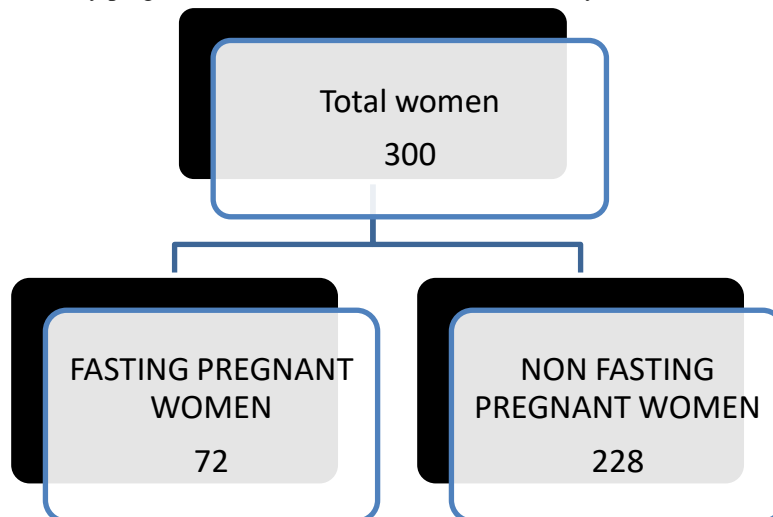 Total women
300
FASTING PREGNANT
WOMEN
72
NON FASTING
PREGNANT WOMEN
228